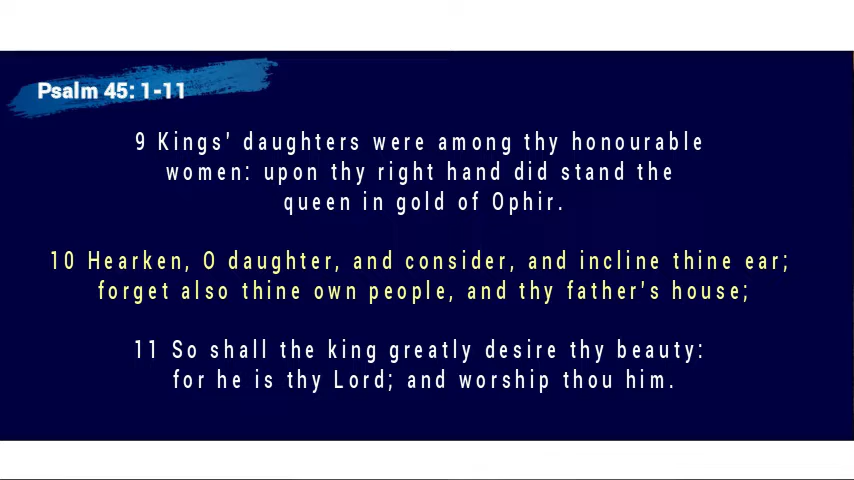 Psalm 45: 1-11
9 Kings' daughters were among thy honourable
women: upon thy right hand did stand the
queen in gold of Ophir.
10 Hearken, O daughter, and consider, and incline thine ear;
forget also thine own people, and thy father's house;
11 So shall the king greatly desire thy beauty:
for he is thy Lord; and worship thou him.